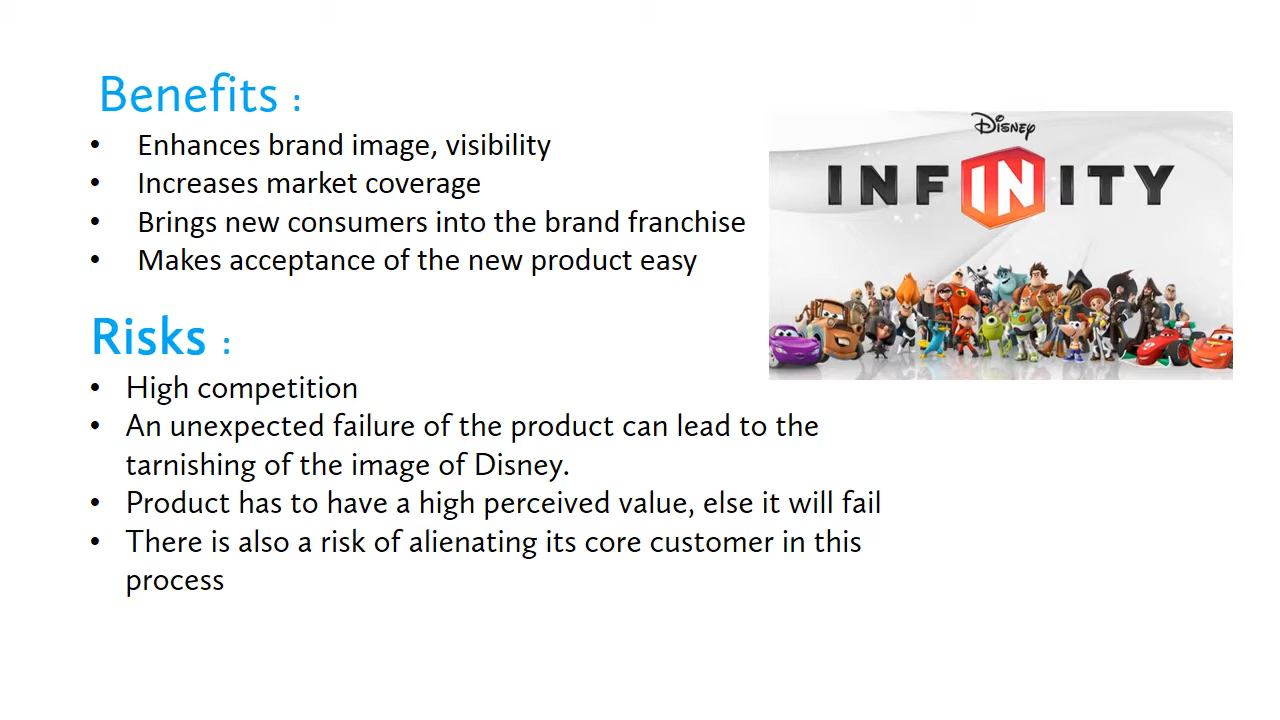 Benefits :
• Enhances brand image, visibility
• Increases market coverage
• Brings new consumers into the brand franchise
• Makes acceptance of the new product easy
Disney
INFINITY
Risks :
• High competition
• An unexpected failure of the product can lead to the
tarnishing of the image of Disney.
• Product has to have a high perceived value, else it will fail
• There is also a risk of alienating its core customer in this
process